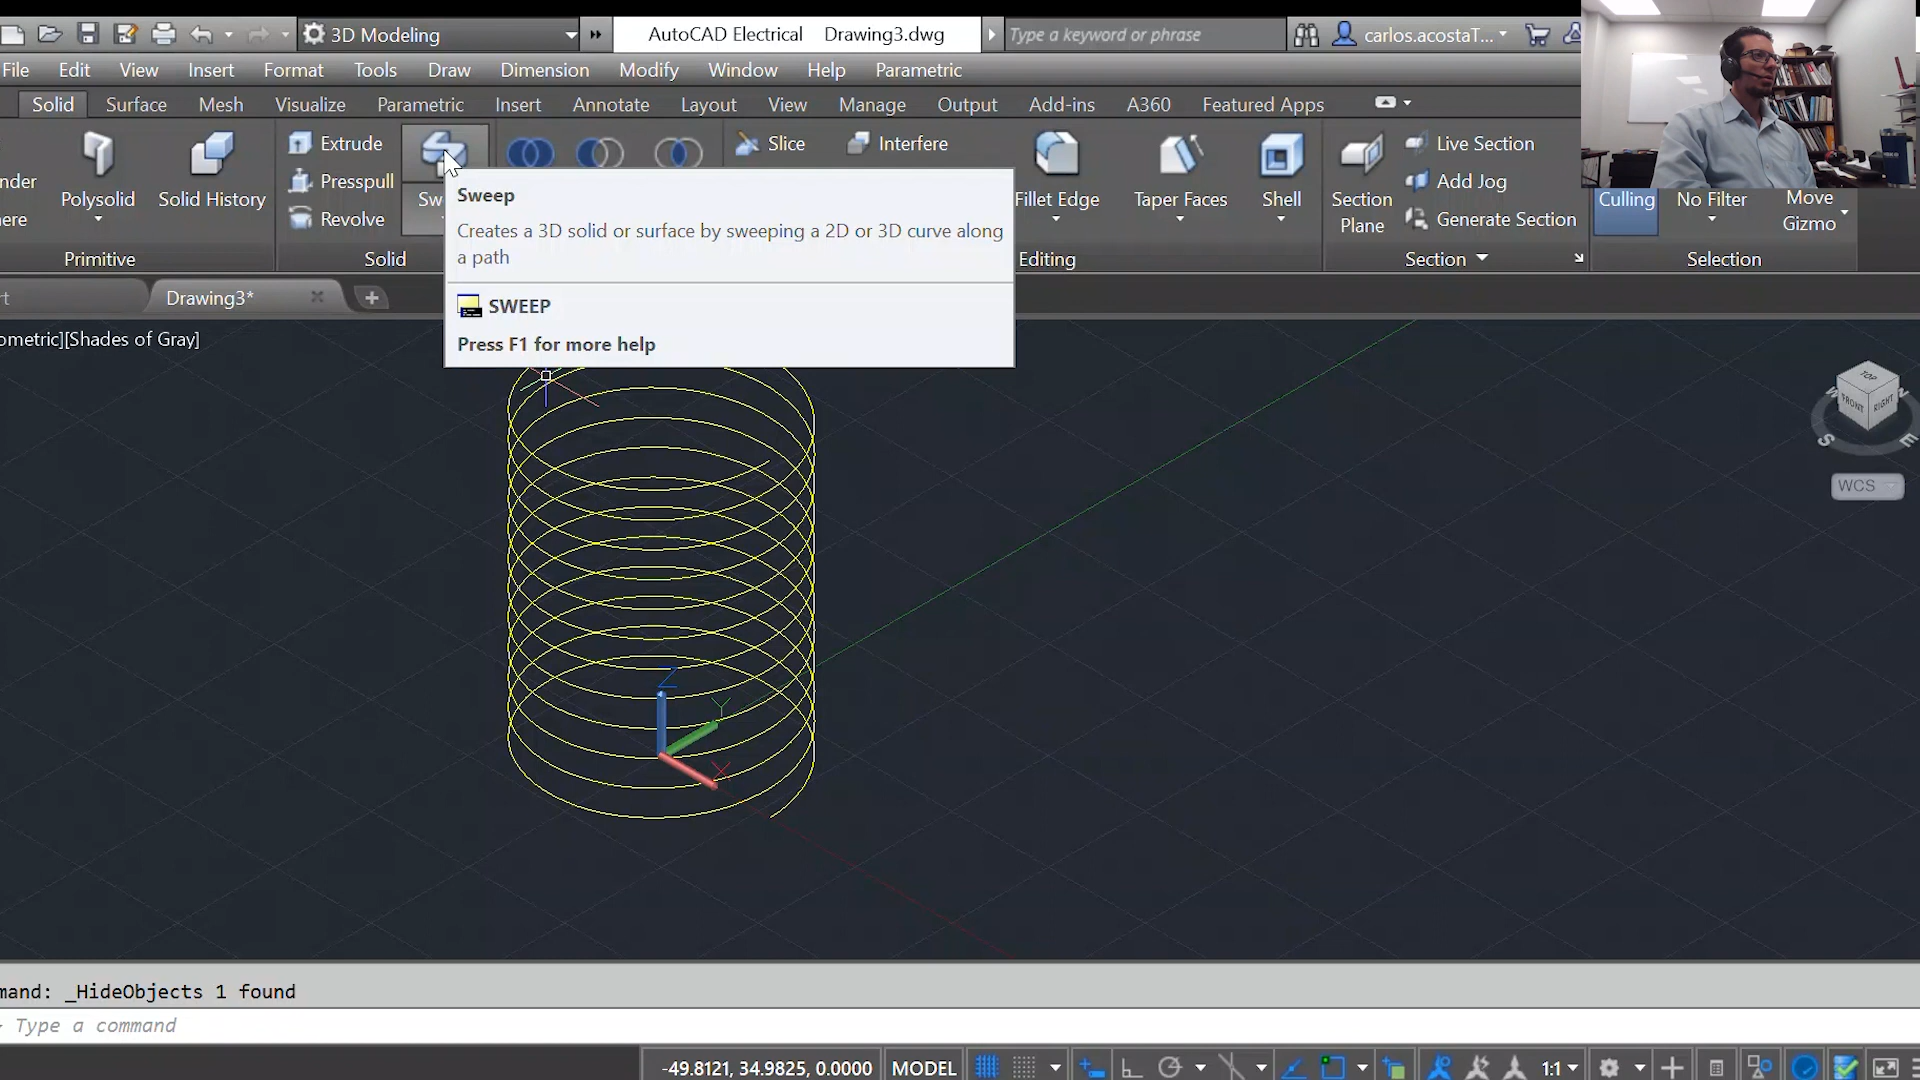 3D Modeling
AutoCAD Electrical Drawing3.dwg
Type a keyword or phrase
carlos.acostaT...
File Edit View Insert Format Tools Draw Dimension Modify Window Help Parametric
Solid Surface Mesh Visualize Parametric Insert Annotate Layout View Manage Output Add-ins A360 Featured Apps
Extrude
Slice
Interfere
Live Section
nder
Polysolid
Solid History
Presspull
Sw
Fillet Edge
Taper Faces
Shell
Section
Plane
Add Jog
Culling
No Filter
Move
Gizmo
ere
Revolve
Generate Section
Primitive
Solid
Editing
Section
Selection
Sweep
Creates a 3D solid or surface by sweeping a 2D or 3D curve along
a path
SWEEP
Press F1 for more help
rt
Drawing3*
ometric][Shades of Gray]
TOP
FRONT
RIGHT
W
S
E
WCS
Z
Y
X
mand: _HideObjects 1 found
Type a command
-49.8121, 34.9825, 0.0000
MODEL
1:1